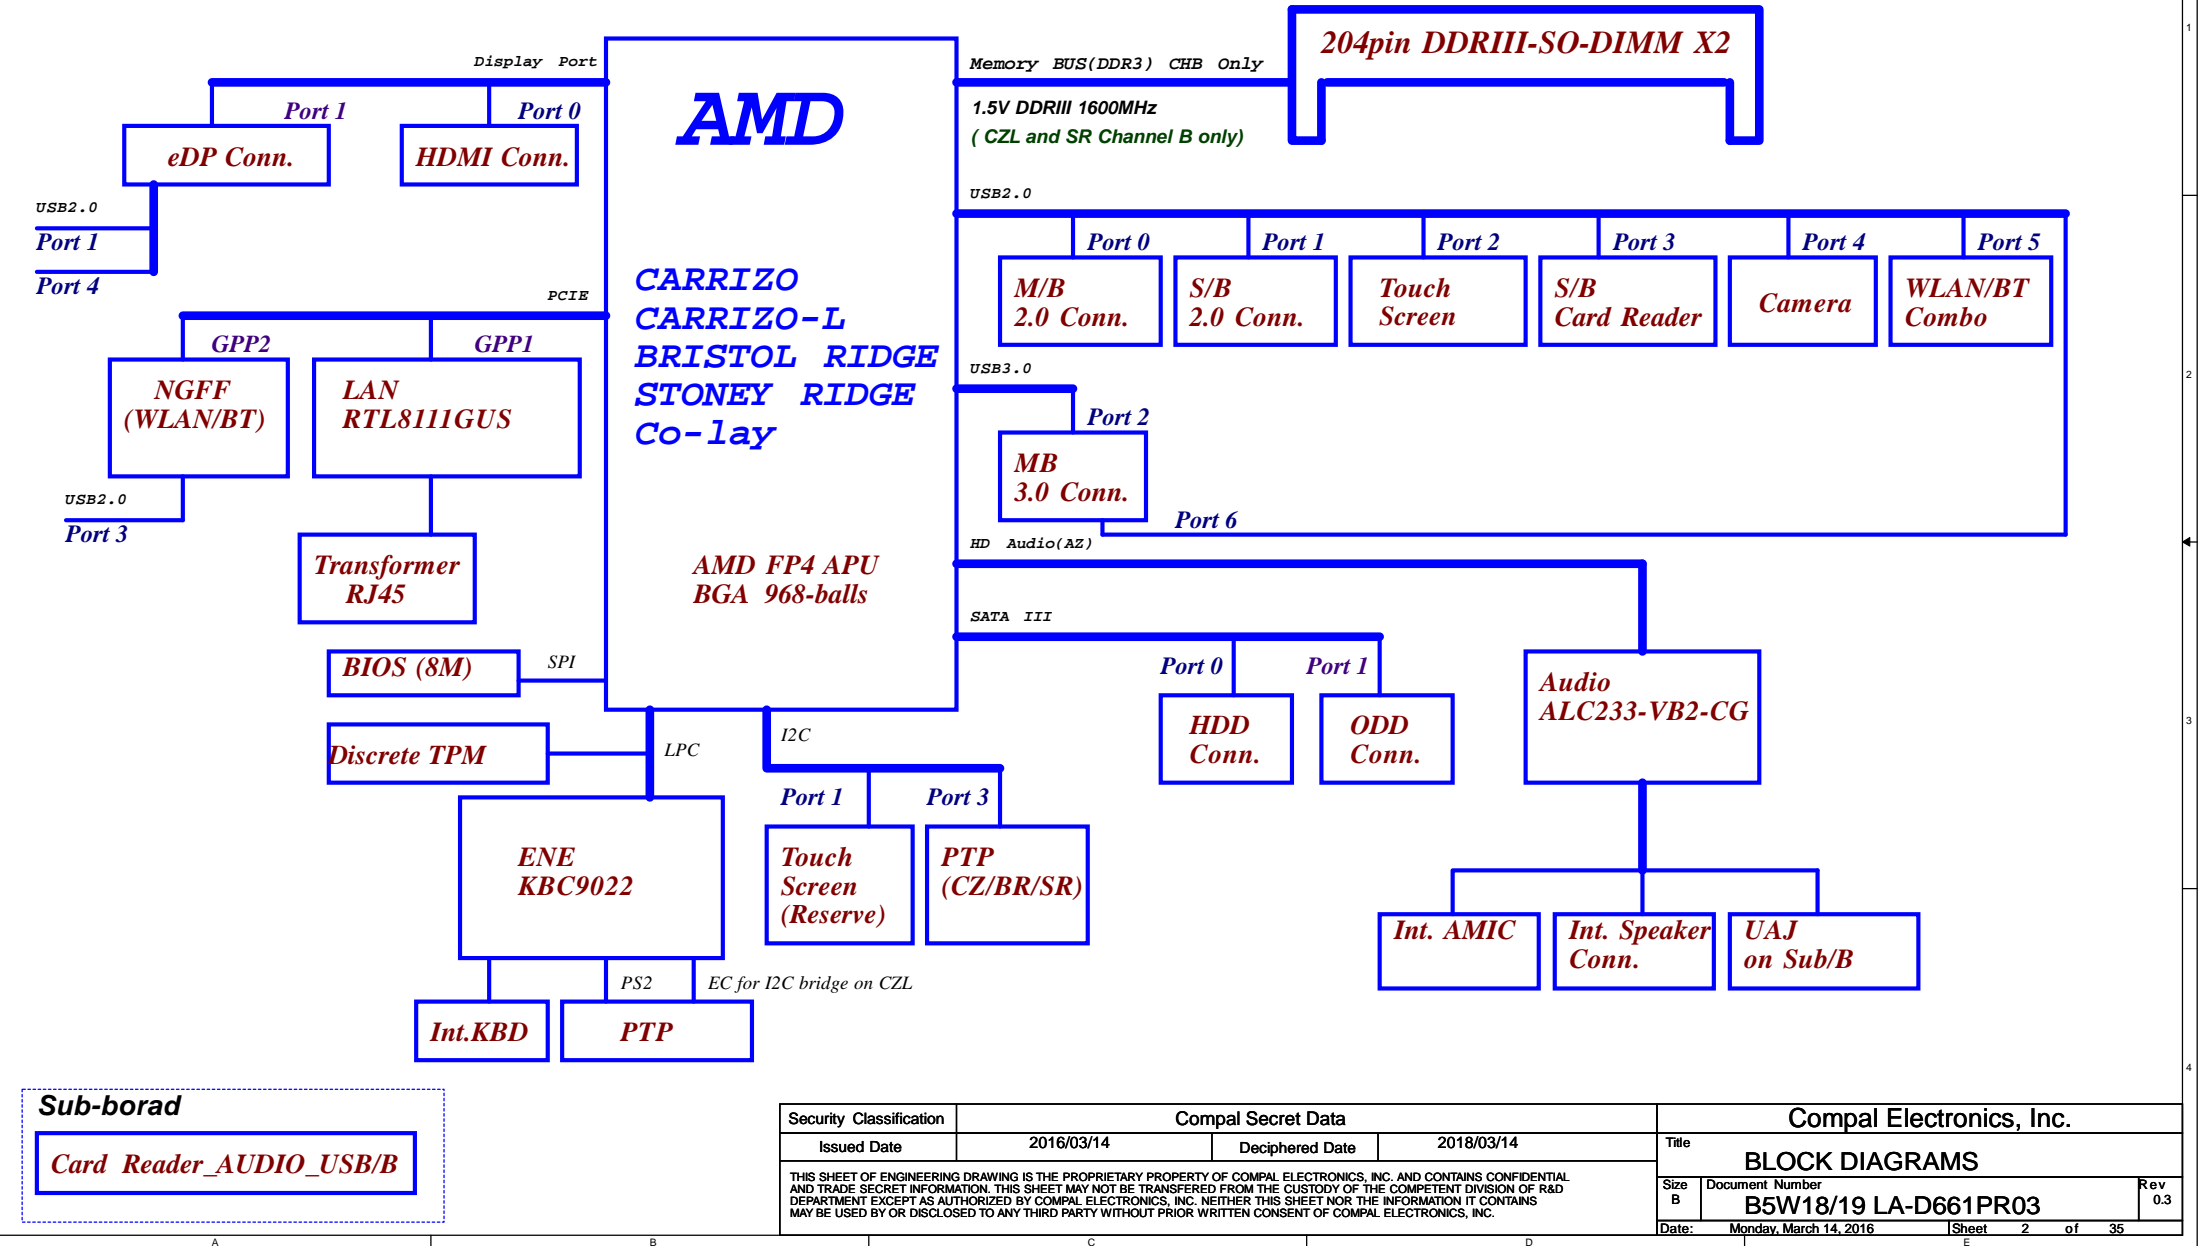 204pin DDRIII-SO-DIMM X2
Display Port
Memory BUS(DDR3) CHB Only
AMD
1.5V DDRIII 1600MHz
( CZL and SR Channel B only)
Port 1
Port 0
eDP Conn.
HDMI Conn.
USB2.0
Port 1
Port 4
USB2.0
Port 0
Port 1
Port 2
Port 3
Port 4
Port 5
M/B
2.0 Conn.
S/B
2.0 Conn.
Touch
Screen
S/B
Card Reader
Camera
WLAN/BT
Combo
CARRIZO
CARRIZO-L
BRISTOL RIDGE
STONEY RIDGE
Co-lay
PCIE
GPP2
GPP1
NGFF
(WLAN/BT)
LAN
RTL8111GUS
USB2.0
Port 3
Transformer
RJ45
USB3.0
Port 2
MB
3.0 Conn.
Port 6
HD Audio(AZ)
AMD FP4 APU
BGA 968-balls
SATA III
Port 0
Port 1
HDD
Conn.
ODD
Conn.
Audio
ALC233-VB2-CG
BIOS (8M)
SPI
Discrete TPM
LPC
I2C
Port 1
Port 3
ENE
KBC9022
Touch
Screen
(Reserve)
PTP
(CZ/BR/SR)
Int. AMIC
Int. Speaker
Conn.
UAJ
on Sub/B
PS2
EC for I2C bridge on CZL
Int.KBD
PTP
Sub-borad
Card Reader_AUDIO_USB/B
Security Classification
Compal Secret Data
Issued Date
2016/03/14
Deciphered Date
2018/03/14
THIS SHEET OF ENGINEERING DRAWING IS THE PROPRIETARY PROPERTY OF COMPAL ELECTRONICS, INC. AND CONTAINS CONFIDENTIAL
AND TRADE SECRET INFORMATION. THIS SHEET MAY NOT BE TRANSFERED FROM THE CUSTODY OF THE COMPETENT DIVISION OF R&D
DEPARTMENT EXCEPT AS AUTHORIZED BY COMPAL ELECTRONICS, INC. NEITHER THIS SHEET NOR THE INFORMATION IT CONTAINS
MAY BE USED BY OR DISCLOSED TO ANY THIRD PARTY WITHOUT PRIOR WRITTEN CONSENT OF COMPAL ELECTRONICS, INC.
Compal Electronics, Inc.
Title
BLOCK DIAGRAMS
Size
B
Document Number
B5W18/19 LA-D661PR03
Rev
0.3
Date: Monday, March 14, 2016
Sheet 2 of 35
1
2
3
4
A B C D E